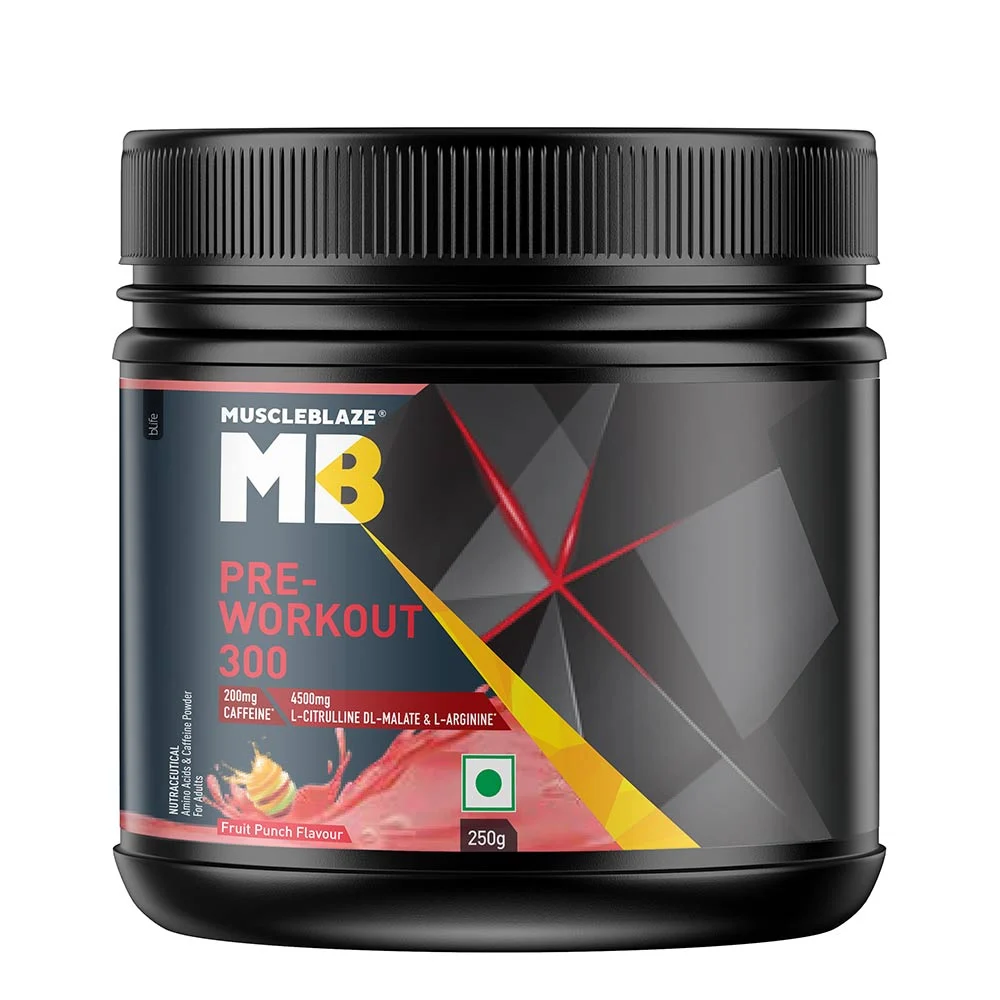 MUSCLEBLAZE®
MB
PRE-
WORKOUT
300
200mg
CAFFEINE*
4500mg
L-CITRULLINE DL-MALATE & L-ARGININE*
NUTRACEUTICAL
Amino Acids & Caffeine Powder
For Adults
Fruit Punch Flavour
250g
bLife